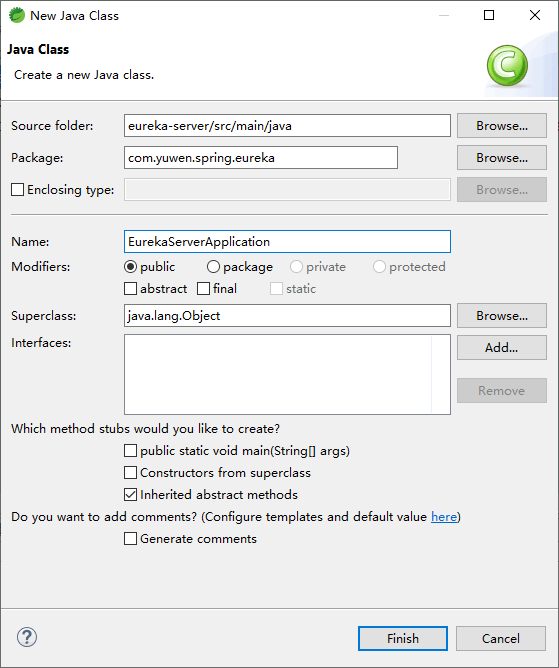 New Java Class
Java Class
Create a new Java class.
Source folder: eureka-server/src/main/java Browse...
Package: com.yuwen.spring.eureka Browse...
Enclosing type: Browse...
Name: EurekaServerApplication
Modifiers: public package private protected
abstract final static
Superclass: java.lang.Object Browse...
Interfaces: Add...
Remove
Which method stubs would you like to create?
public static void main(String[] args)
Constructors from superclass
Inherited abstract methods
Do you want to add comments? (Configure templates and default value here)
Generate comments
? Finish Cancel